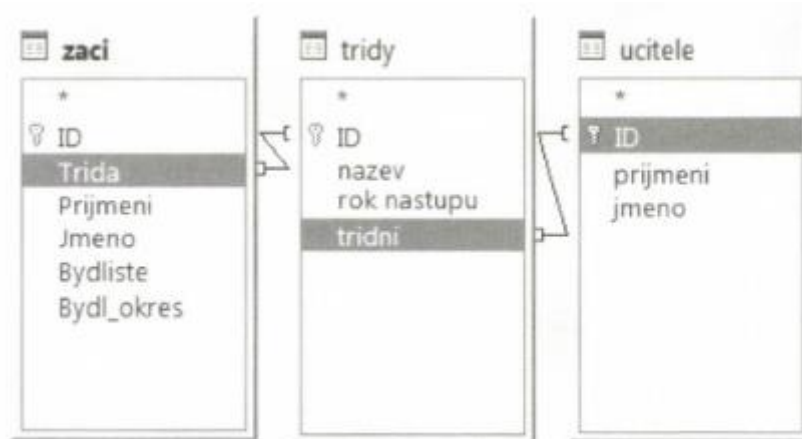 zaci
*
ID
Trida
Prijmeni
Jmeno
Bydliste
Bydl_okres
tridy
*
ID
nazev
rok nastupu
tridni
ucitele
*
ID
prijmeni
jmeno